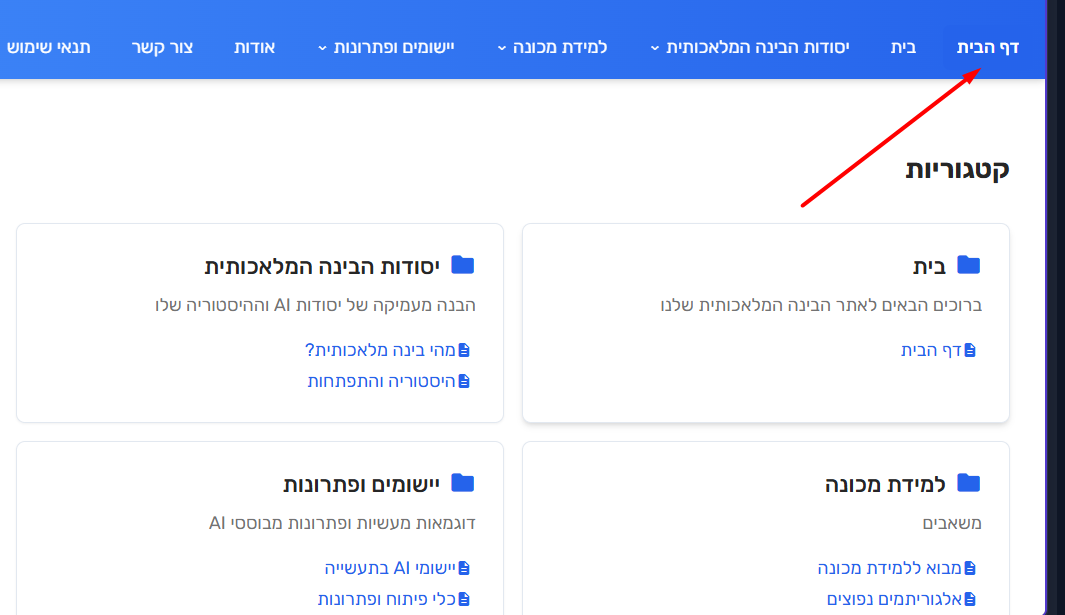 דף הבית
בית
יסודות הבינה המלאכותית
למידת מכונה
יישומים ופתרונות
אודות
צור קשר
תנאי שימוש
קטגוריות
בית
ברוכים הבאים לאתר הבינה המלאכותית שלנו
דף הבית
יסודות הבינה המלאכותית
הבנה מעמיקה של יסודות AI וההיסטוריה שלו
מהי בינה מלאכותית?
היסטוריה והתפתחות
למידת מכונה
משאבים
מבוא ללמידת מכונה
אלגוריתמים נפוצים
יישומים ופתרונות
דוגמאות מעשיות ופתרונות מבוססי AI
יישומי AI בתעשייה
כלי פיתוח ופתרונות